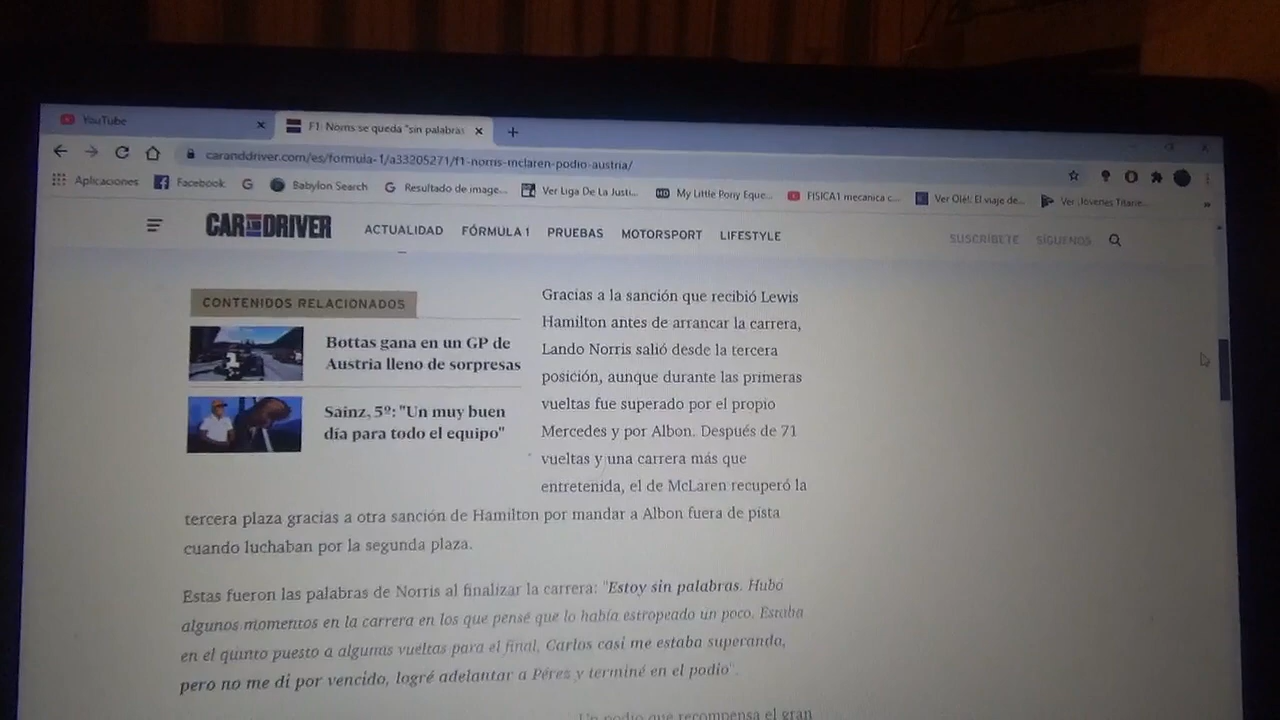 YouTube
F1: Norris se queda "sin palabras
caranddriver.com/es/formula-1/a33205271/f1-norris-mclaren-podio-austria/
Aplicaciones Facebook Babylon Search Resultado de image... Ver Liga De La Justi... My Little Pony Eque... FISICA1 mecanica c... Ver Olé!: El viaje de... Ver Jovenes Titane...
CAR AND DRIVER ACTUALIDAD FÓRMULA 1 PRUEBAS MOTORSPORT LIFESTYLE SUSCRÍBETE SÍGUENOS
CONTENIDOS RELACIONADOS
Bottas gana en un GP de
Austria lleno de sorpresas
Sainz, 5º: "Un muy buen
día para todo el equipo"
Gracias a la sanción que recibió Lewis
Hamilton antes de arrancar la carrera,
Lando Norris salió desde la tercera
posición, aunque durante las primeras
vueltas fue superado por el propio
Mercedes y por Albon. Después de 71
vueltas y una carrera más que
entretenida, el de McLaren recuperó la
tercera plaza gracias a otra sanción de Hamilton por mandar a Albon fuera de pista
cuando luchaban por la segunda plaza.
Estas fueron las palabras de Norris al finalizar la carrera: "Estoy sin palabras. Hubo
algunos momentos en la carrera en los que pensé que lo había estropeado un poco. Estaba
en el quinto puesto a algunas vueltas para el final, Carlos casi me estaba superando,
pero no me di por vencido, logré adelantar a Pérez y terminé en el podio".
Un podio que recompensa el gran